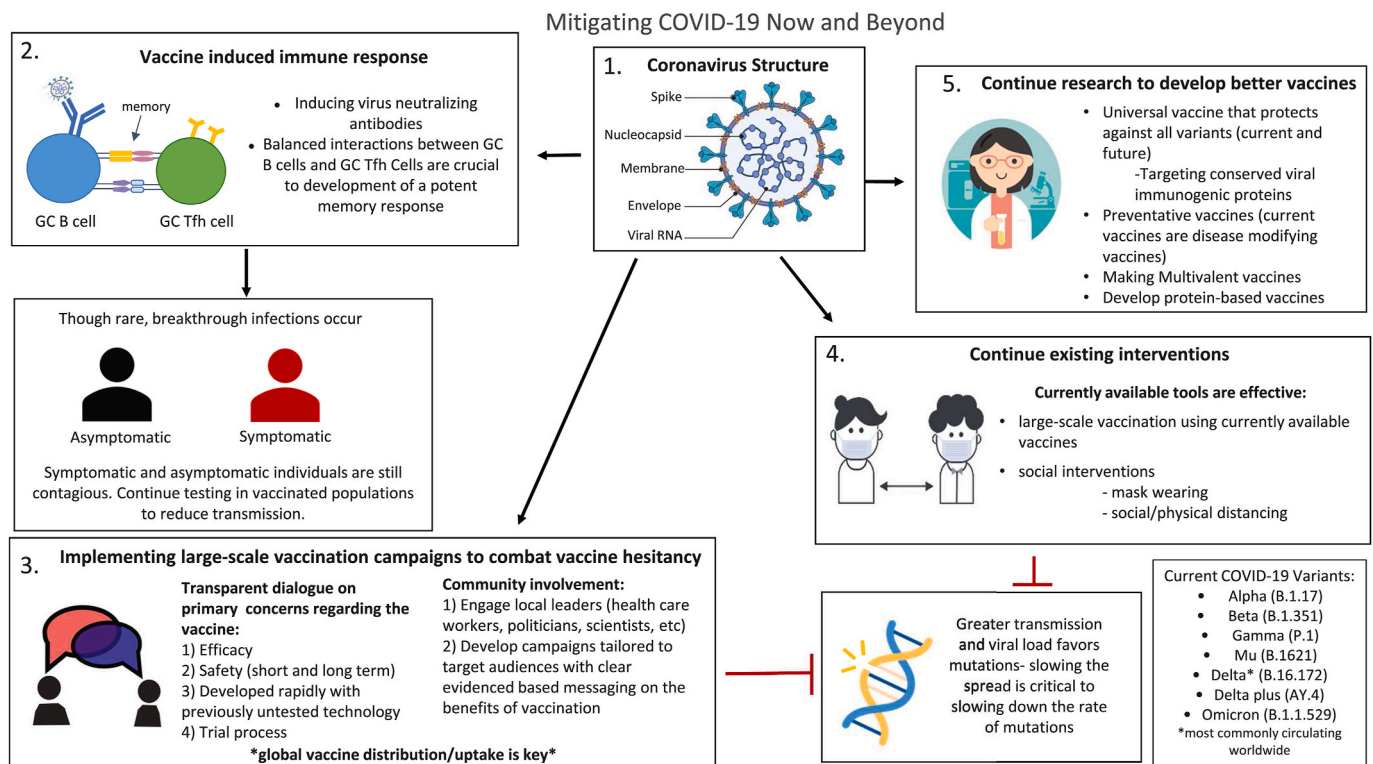 Mitigating COVID-19 Now and Beyond
1. Coronavirus Structure
Spike
Nucleocapsid
Membrane
Envelope
Viral RNA
2. Vaccine induced immune response
memory
GC B cell
GC Tfh cell
• Inducing virus neutralizing
antibodies
• Balanced interactions between GC
B cells and GC Tfh Cells are crucial
to development of a potent
memory response
Though rare, breakthrough infections occur
Asymptomatic
Symptomatic
Symptomatic and asymptomatic individuals are still
contagious. Continue testing in vaccinated populations
to reduce transmission.
3. Implementing large-scale vaccination campaigns to combat vaccine hesitancy
Transparent dialogue on
primary concerns regarding the
vaccine:
1) Efficacy
2) Safety (short and long term)
3) Developed rapidly with
previously untested technology
4) Trial process
Community involvement:
1) Engage local leaders (health care
workers, politicians, scientists, etc)
2) Develop campaigns tailored to
target audiences with clear
evidenced based messaging on the
benefits of vaccination
*global vaccine distribution/uptake is key*
4. Continue existing interventions
Currently available tools are effective:
• large-scale vaccination using currently available
vaccines
• social interventions
- mask wearing
- social/physical distancing
5. Continue research to develop better vaccines
• Universal vaccine that protects
against all variants (current and
future)
-Targeting conserved viral
immunogenic proteins
• Preventative vaccines (current
vaccines are disease modifying
vaccines)
• Making Multivalent vaccines
• Develop protein-based vaccines
Greater transmission
and viral load favors
mutations- slowing the
spread is critical to
slowing down the rate
of mutations
Current COVID-19 Variants:
• Alpha (B.1.17)
• Beta (B.1.351)
• Gamma (P.1)
• Mu (B.1621)
• Delta* (B.16.172)
• Delta plus (AY.4)
• Omicron (B.1.1.529)
*most commonly circulating
worldwide